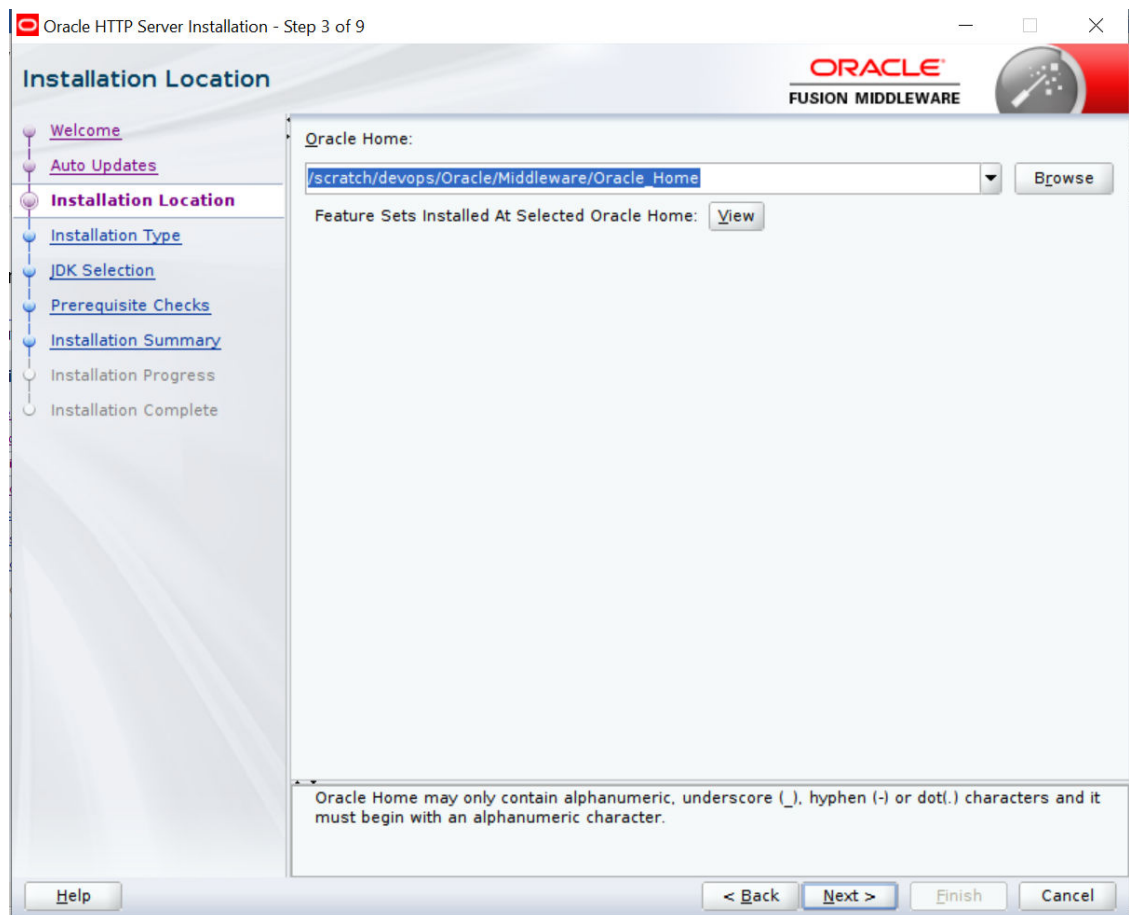 Oracle HTTP Server Installation - Step 3 of 9
Installation Location
ORACLE
FUSION MIDDLEWARE
Welcome
Auto Updates
Installation Location
Installation Type
JDK Selection
Prerequisite Checks
Installation Summary
Installation Progress
Installation Complete
Oracle Home:
/scratch/devops/Oracle/Middleware/Oracle_Home
Browse
Feature Sets Installed At Selected Oracle Home: View
Oracle Home may only contain alphanumeric, underscore (_), hyphen (-) or dot(.) characters and it
must begin with an alphanumeric character.
Help
< Back
Next >
Finish
Cancel